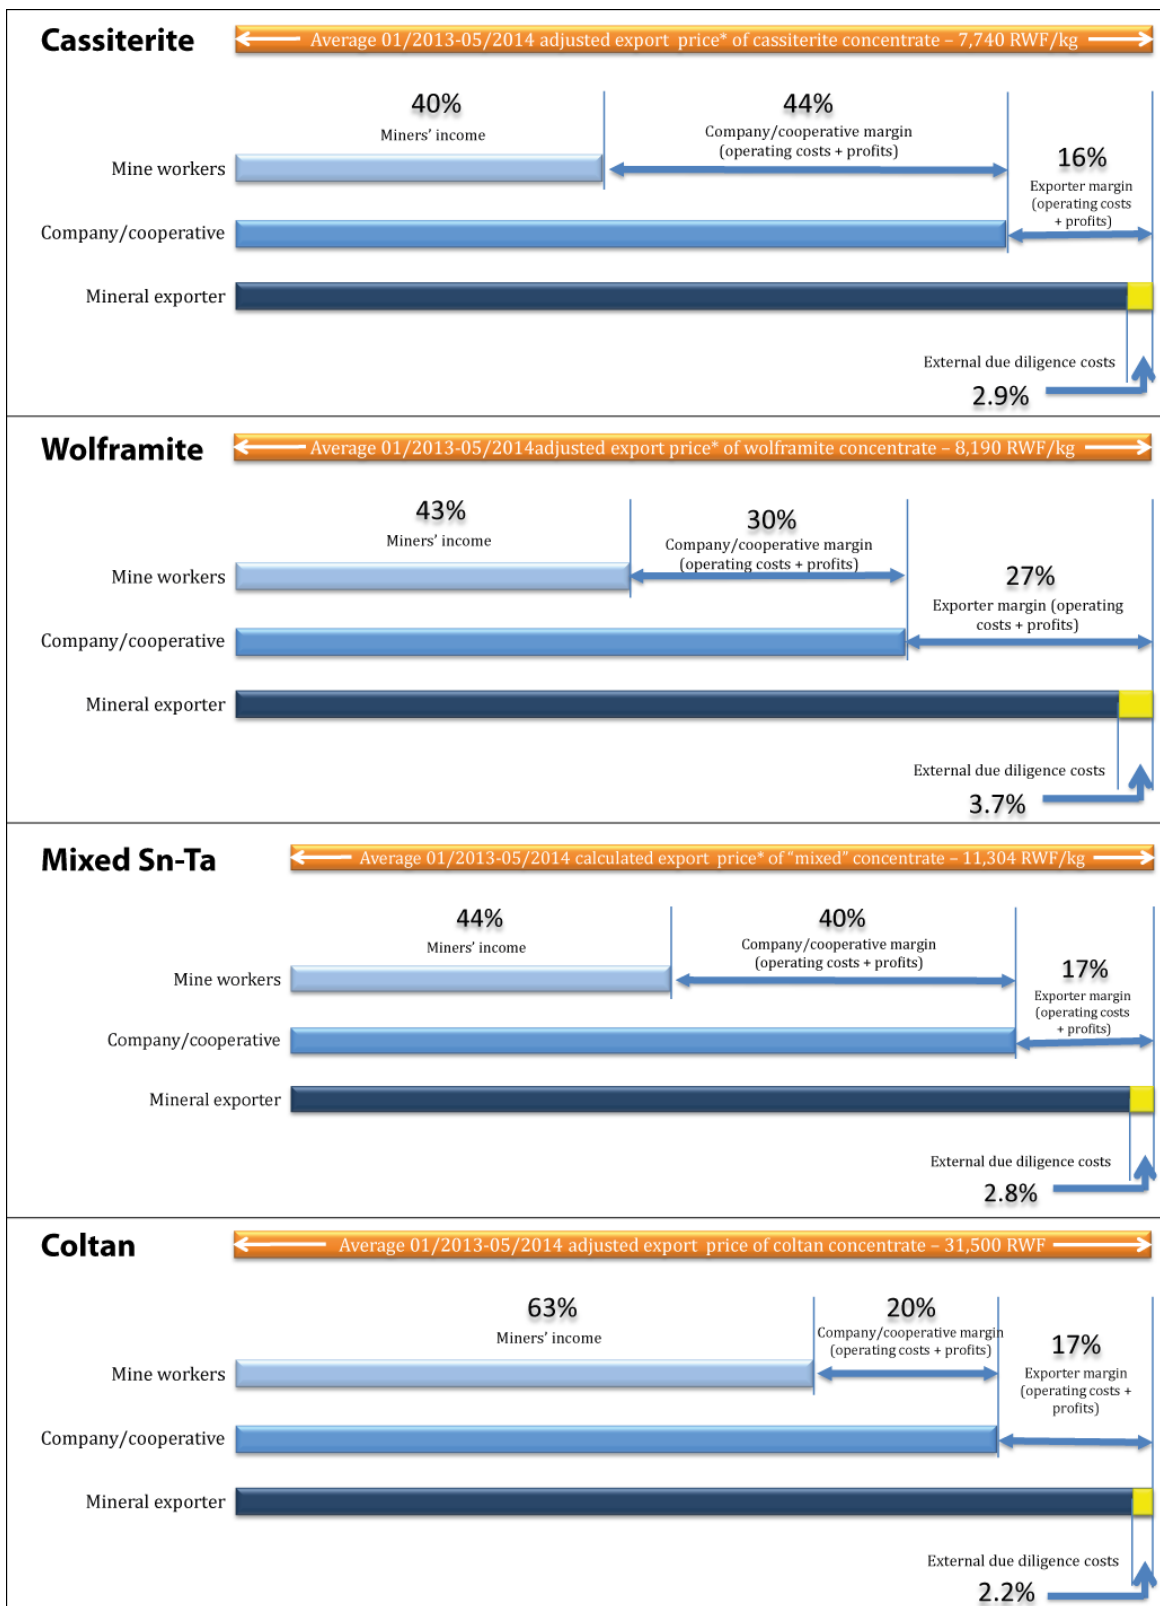 Cassiterite
Average 01/2013-05/2014 adjusted export price* of cassiterite concentrate – 7,740 RWF/kg
40%
Miners' income
44%
Company/cooperative margin
(operating costs + profits)
16%
Exporter margin
(operating costs
+ profits)
Mine workers
Company/cooperative
Mineral exporter
External due diligence costs
2.9%
Wolframite
Average 01/2013-05/2014adjusted export price* of wolframite concentrate – 8,190 RWF/kg
43%
Miners' income
30%
Company/cooperative margin
(operating costs + profits)
27%
Exporter margin (operating
costs + profits)
Mine workers
Company/cooperative
Mineral exporter
External due diligence costs
3.7%
Mixed Sn-Ta
Average 01/2013-05/2014 calculated export price* of "mixed" concentrate – 11,304 RWF/kg
44%
Miners' income
40%
Company/cooperative margin
(operating costs + profits)
17%
Exporter margin
(operating costs
+ profits)
Mine workers
Company/cooperative
Mineral exporter
External due diligence costs
2.8%
Coltan
Average 01/2013-05/2014 adjusted export price of coltan concentrate – 31,500 RWF
63%
Miners' income
20%
Company/cooperative margin
(operating costs + profits)
17%
Exporter margin
(operating costs +
profits)
Mine workers
Company/cooperative
Mineral exporter
External due diligence costs
2.2%